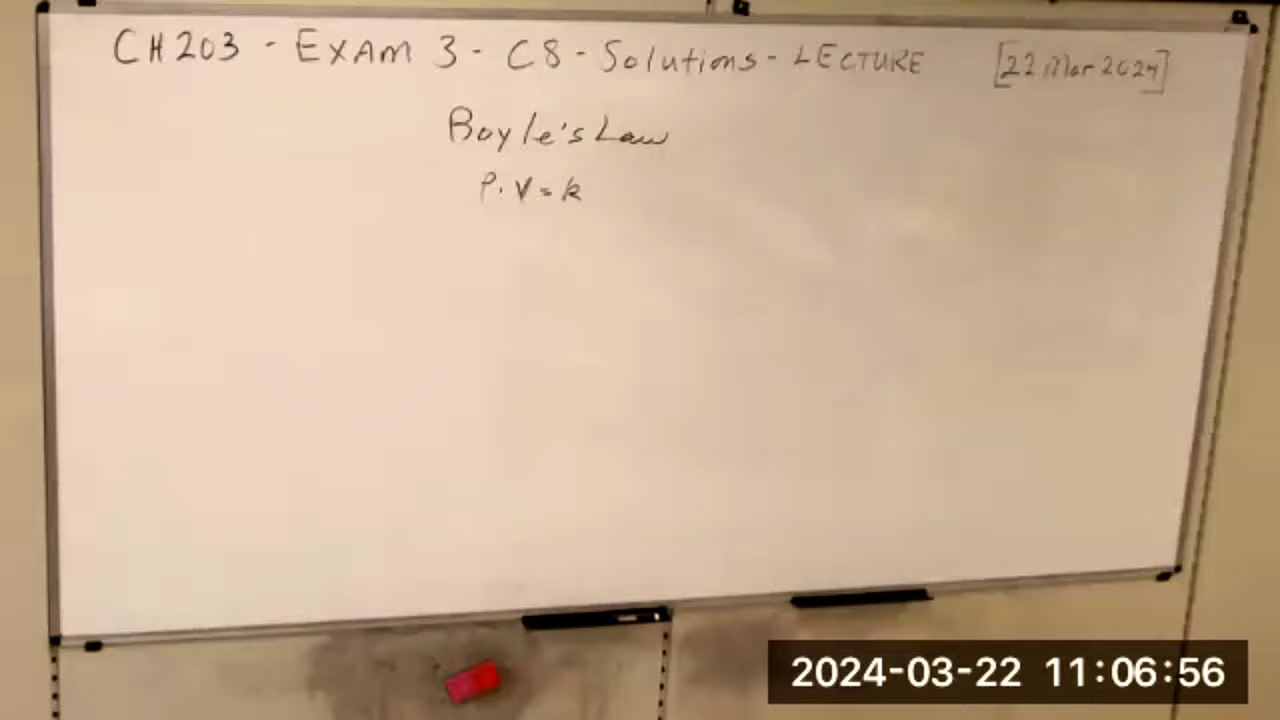 CH203 - EXAM 3 - C8 - Solutions - LECTURE [22 Mar 2024]
Boyle's Law
P. V = k
2024-03-22 11:06:56